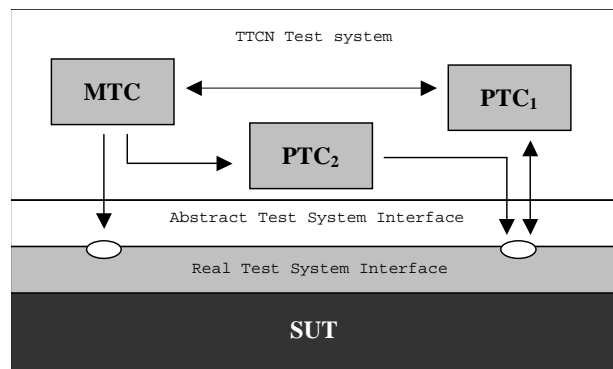 TTCN Test system
MTC
PTC₁
PTC₂
Abstract Test System Interface
Real Test System Interface
SUT